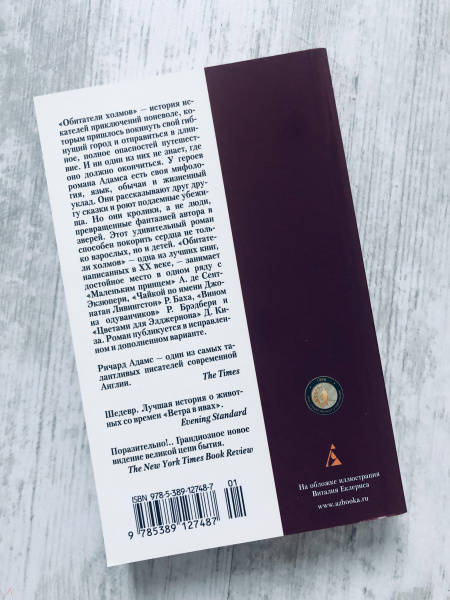 «Обитатели холмов» – история ис-
кателей приключений поневоле, ко-
торым пришлось покинуть свой гиб-
нущий город и отправиться в длин-
ное, полное опасностей путешест-
вие. И ни один из них не знает, где
оно должно окончиться. У героев
романа Адамса есть своя мифоло-
гия, язык, обычаи и жизненный
уклад. Они рассказывают друг дру-
гу сказки и роют подземные убежи-
ща. Но они кролики, а не люди,
превращенные фантазией автора в
зверей. Этот удивительный роман
способен покорить сердца не толь-
ко взрослых, но и детей. «Обитате-
ли холмов» – одна из лучших книг,
написанных в XX веке, – занимает
достойное место в одном ряду с
«Маленьким принцем» А. де Сент-
Экзюпери, «Чайкой по имени Джо-
натан Ливингстон» Р. Баха, «Вином
из одуванчиков» Р. Брэдбери и
«Цветами для Элджернона» Д. Ки-
за. Роман публикуется в исправлен-
ном и дополненном варианте.
Ричард Адамс – один из самых та-
лантливых писателей современной
Англии.
The Times
Шедевр. Лучшая история о живот-
ных со времен «Ветра в ивах».
Evening Standard
Поразительно!.. Грандиозное новое
видение великой цепи бытия.
The New York Times Book Review
ISBN 978-5-389-12748-7
01
9 785389 127487
На обложке иллюстрация
Виталия Еклериса
www.azbooka.ru